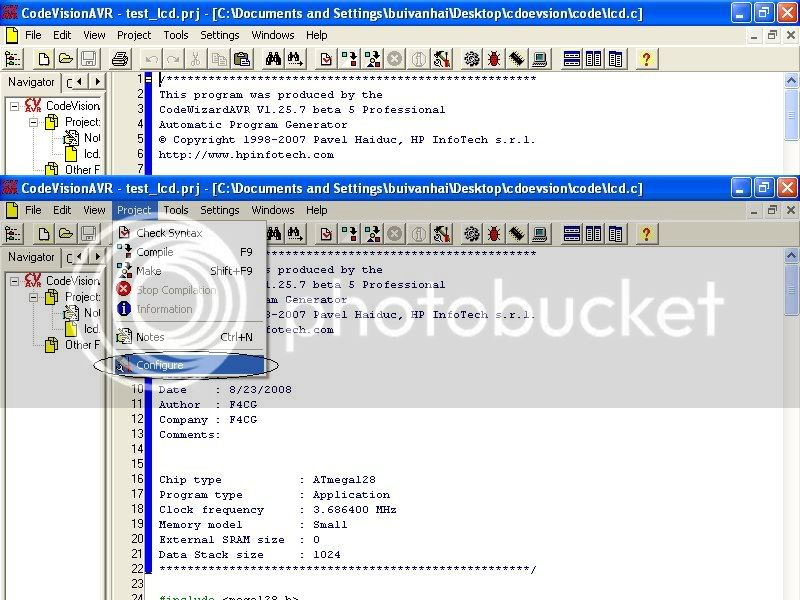 CodeVisionAVR - test_lcd.prj - [C:\Documents and Settings\buivanhai\Desktop\cdoevsion\code\lcd.c]
File Edit View Project Tools Settings Windows Help
Navigator C
CodeVision
Project:
Not
lcd.
Other F
1 /*****************************************************
2 This program was produced by the
3 CodeWizardAVR V1.25.7 beta 5 Professional
4 Automatic Program Generator
5 © Copyright 1998-2007 Pavel Haiduc, HP InfoTech s.r.l.
6 http://www.hpinfotech.com
7
CodeVisionAVR - test_lcd.prj - [C:\Documents and Settings\buivanhai\Desktop\cdoevsion\code\lcd.c]
File Edit View Project Tools Settings Windows Help
Navigator C
CodeVision
Project:
Not
lcd.
Other F
Check Syntax
Compile F9
Make Shift+F9
Stop Compilation
Information
Notes Ctrl+N
Configure
s produced by the
1.25.7 beta 5 Professional
am Generator
8-2007 Pavel Haiduc, HP InfoTech s.r.l.
nfotech.com
photobucket
10 Date : 8/23/2008
11 Author : F4CG
12 Company : F4CG
13 Comments:
14
15
16 Chip type : ATmega128
17 Program type : Application
18 Clock frequency : 3.686400 MHz
19 Memory model : Small
20 External SRAM size : 0
21 Data Stack size : 1024
22 *****************************************************/
23
24 #include <mega128.h>